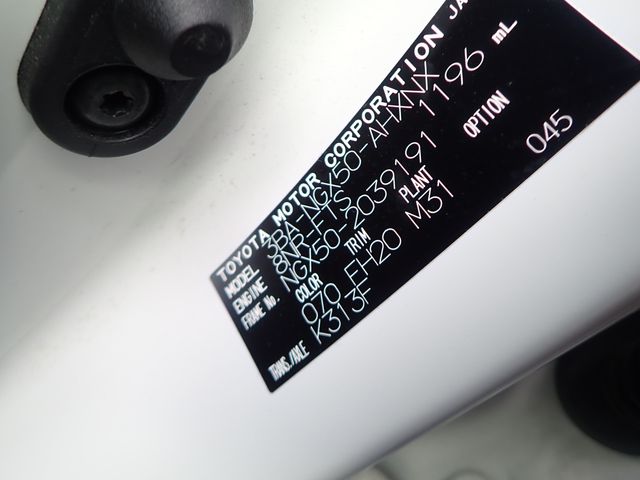 TOYOTA MOTOR CORPORATION JA
MODEL 3BA-NGX50-AHXNX
ENGINE 8NR-FTS 1196 mL
FRAME No. NGX50-2039191
COLOR TRIM PLANT OPTION
070 EH20 M31 045
TRANS./AXLE K313F